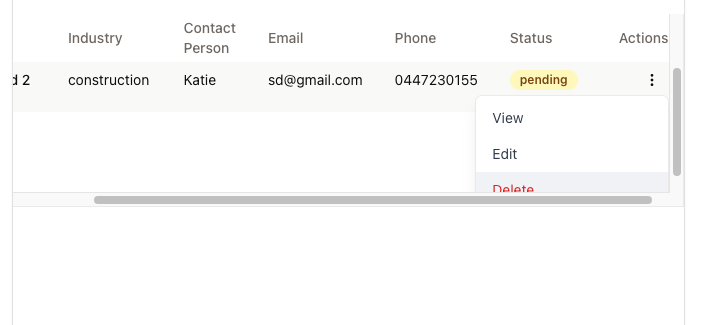 Industry
Contact
Person
Email
Phone
Status
Actions
d 2
construction
Katie
sd@gmail.com
0447230155
pending
View
Edit
Delete